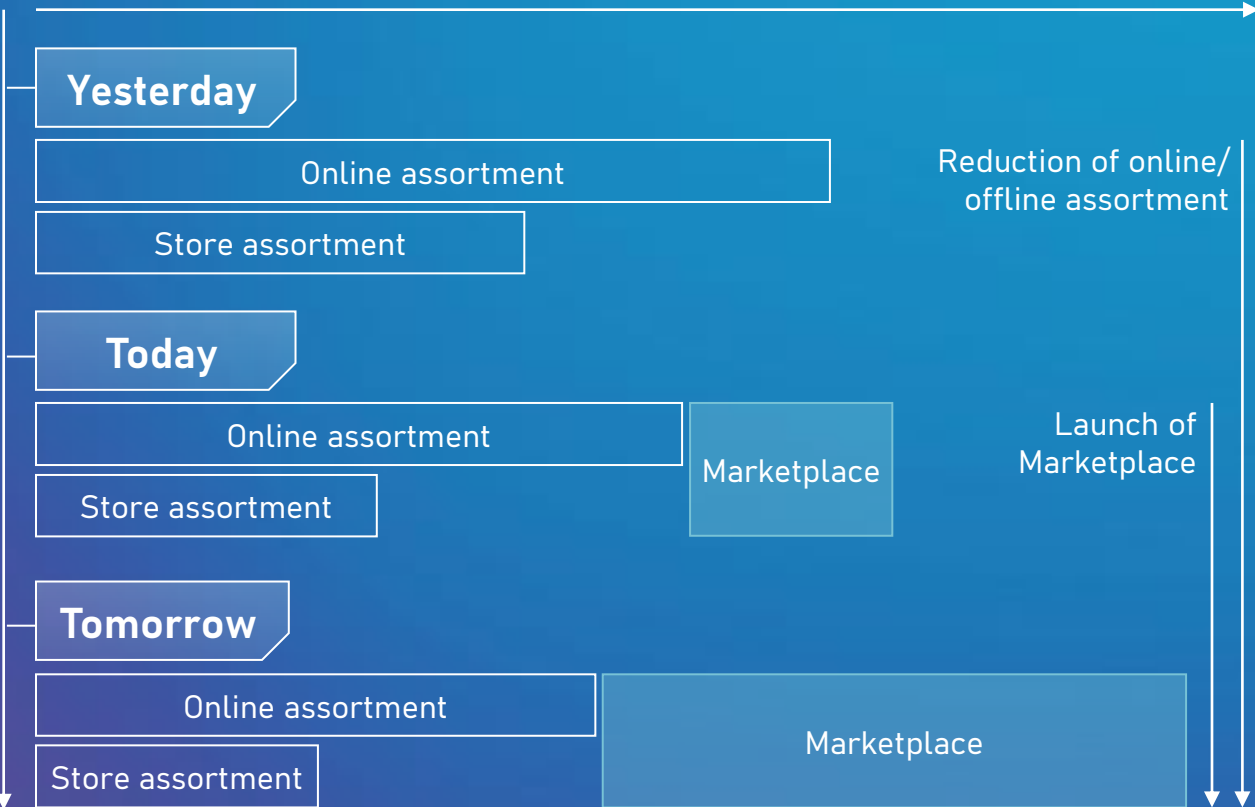 Yesterday
Online assortment
Reduction of online/
offline assortment
Store assortment
Today
Online assortment
Launch of
Marketplace
Marketplace
Store assortment
Tomorrow
Online assortment
Marketplace
Store assortment